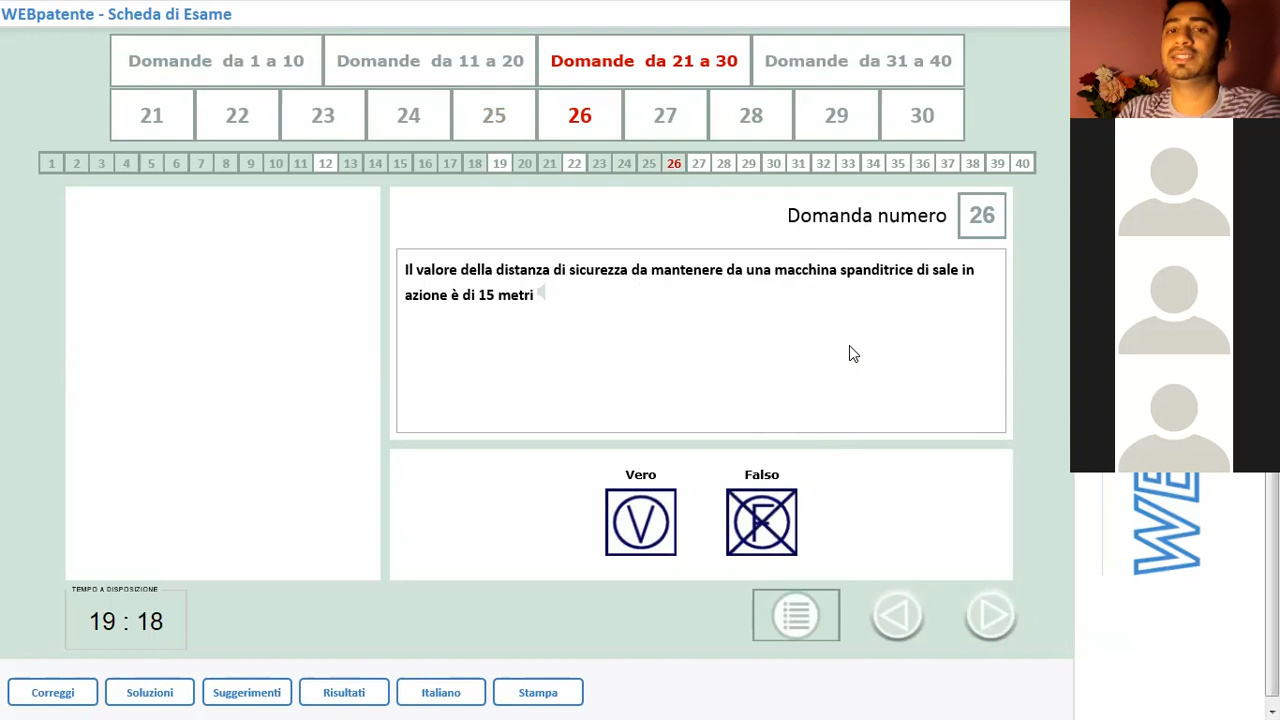 WEBpatente - Scheda di Esame
Domande da 1 a 10
Domande da 11 a 20
Domande da 21 a 30
Domande da 31 a 40
21 22 23 24 25 26 27 28 29 30
1 2 3 4 5 6 7 8 9 10 11 12 13 14 15 16 17 18 19 20 21 22 23 24 25 26 27 28 29 30 31 32 33 34 35 36 37 38 39 40
Domanda numero 26
Il valore della distanza di sicurezza da mantenere da una macchina spanditrice di sale in
azione è di 15 metri
Vero Falso
V F
TEMPO A DISPOSIZIONE
19 : 18
WE
Correggi Soluzioni Suggerimenti Risultati Italiano Stampa